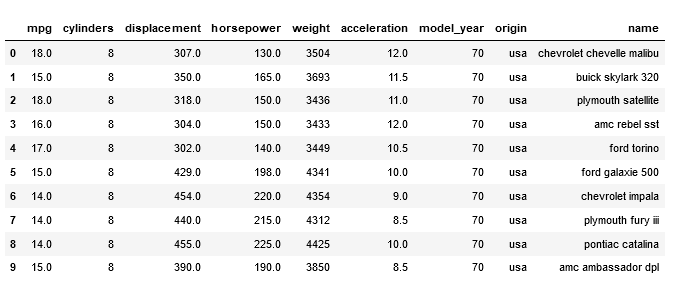 mpg cylinders displacement horsepower weight acceleration model_year origin name
0 18.0 8 307.0 130.0 3504 12.0 70 usa chevrolet chevelle malibu
1 15.0 8 350.0 165.0 3693 11.5 70 usa buick skylark 320
2 18.0 8 318.0 150.0 3436 11.0 70 usa plymouth satellite
3 16.0 8 304.0 150.0 3433 12.0 70 usa amc rebel sst
4 17.0 8 302.0 140.0 3449 10.5 70 usa ford torino
5 15.0 8 429.0 198.0 4341 10.0 70 usa ford galaxie 500
6 14.0 8 454.0 220.0 4354 9.0 70 usa chevrolet impala
7 14.0 8 440.0 215.0 4312 8.5 70 usa plymouth fury iii
8 14.0 8 455.0 225.0 4425 10.0 70 usa pontiac catalina
9 15.0 8 390.0 190.0 3850 8.5 70 usa amc ambassador dpl